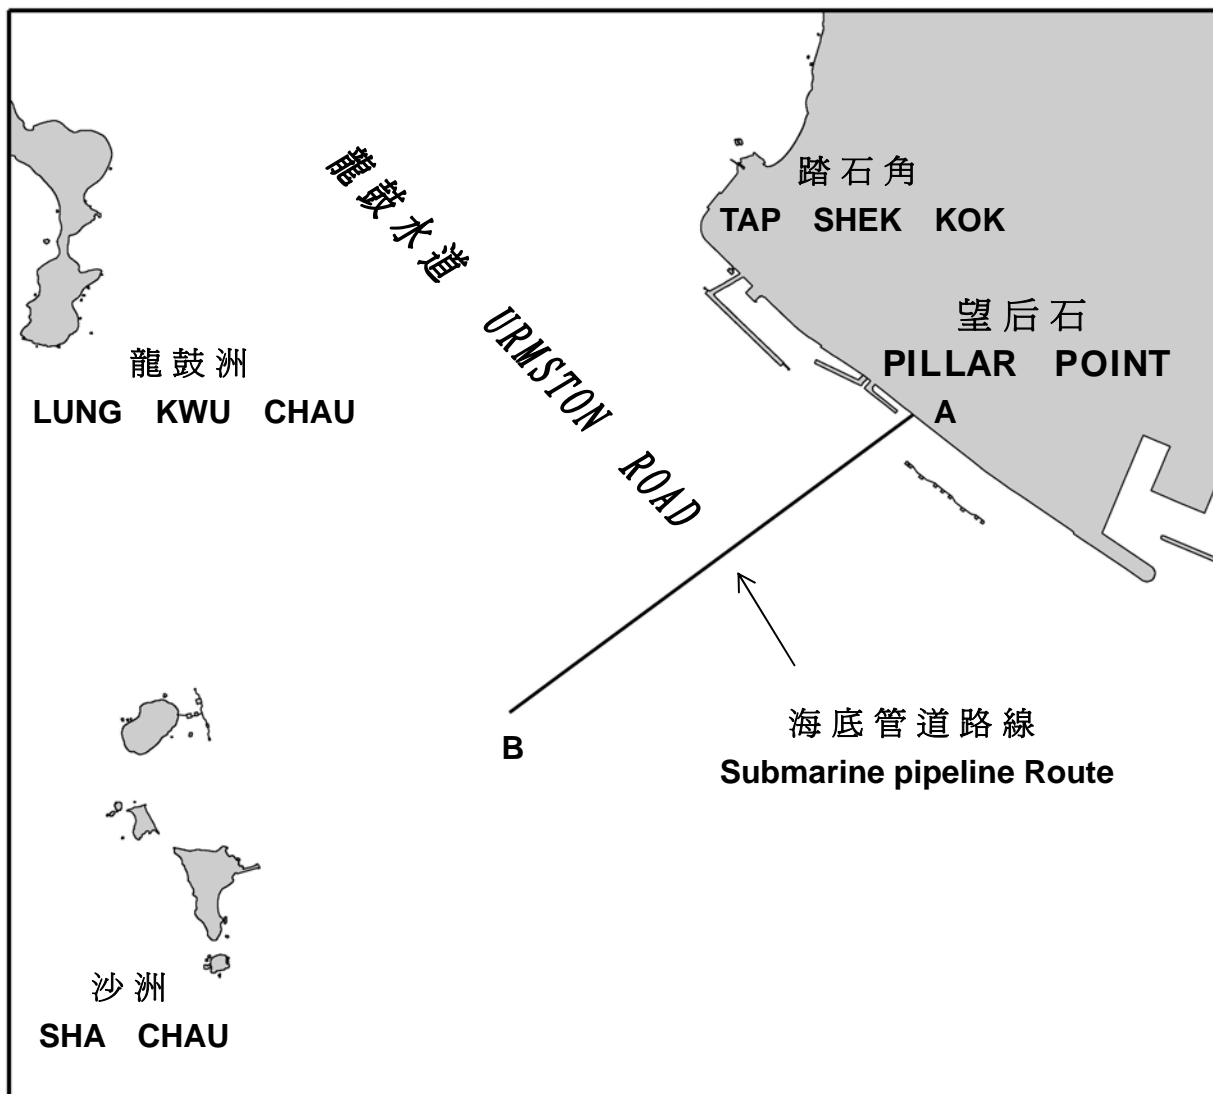 踏石角
TAP SHEK KOK
龍鼓水道 URMSTON ROAD
望后石
PILLAR POINT
龍鼓洲
LUNG KWU CHAU
A
B
海底管道路線
Submarine pipeline Route
沙洲
SHA CHAU